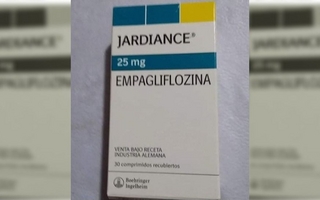 JARDIANCE®
25 mg
EMPAGLIFLOZINA
VENTA BAJO RECETA
INDUSTRIA ALEMANA
30 comprimidos recubiertos
Boehringer
Ingelheim